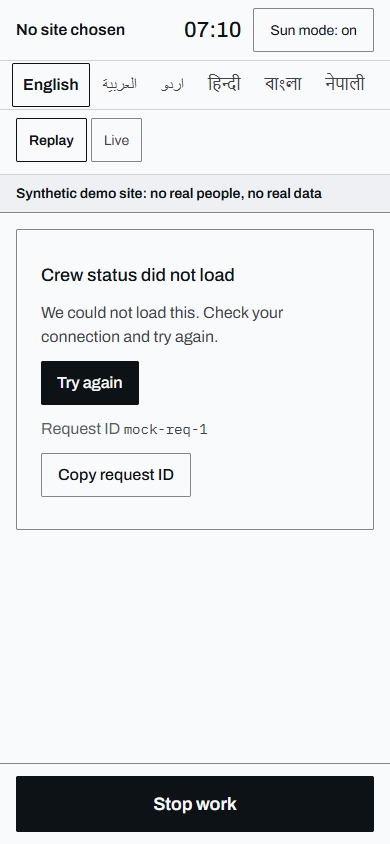 No site chosen
07:10
Sun mode: on
English
العربية
اردو
हिन्दी
বাংলা
नेपाली
Replay
Live
Synthetic demo site: no real people, no real data
Crew status did not load
We could not load this. Check your
connection and try again.
Try again
Request ID mock-req-1
Copy request ID
Stop work